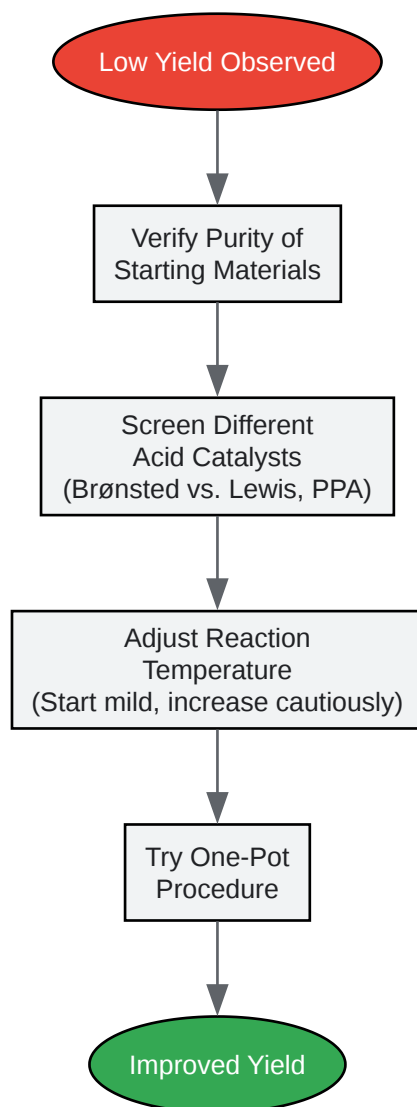 Low Yield Observed
Verify Purity of
Starting Materials
Screen Different
Acid Catalysts
(Brønsted vs. Lewis, PPA)
Adjust Reaction
Temperature
(Start mild, increase cautiously)
Try One-Pot
Procedure
Improved Yield